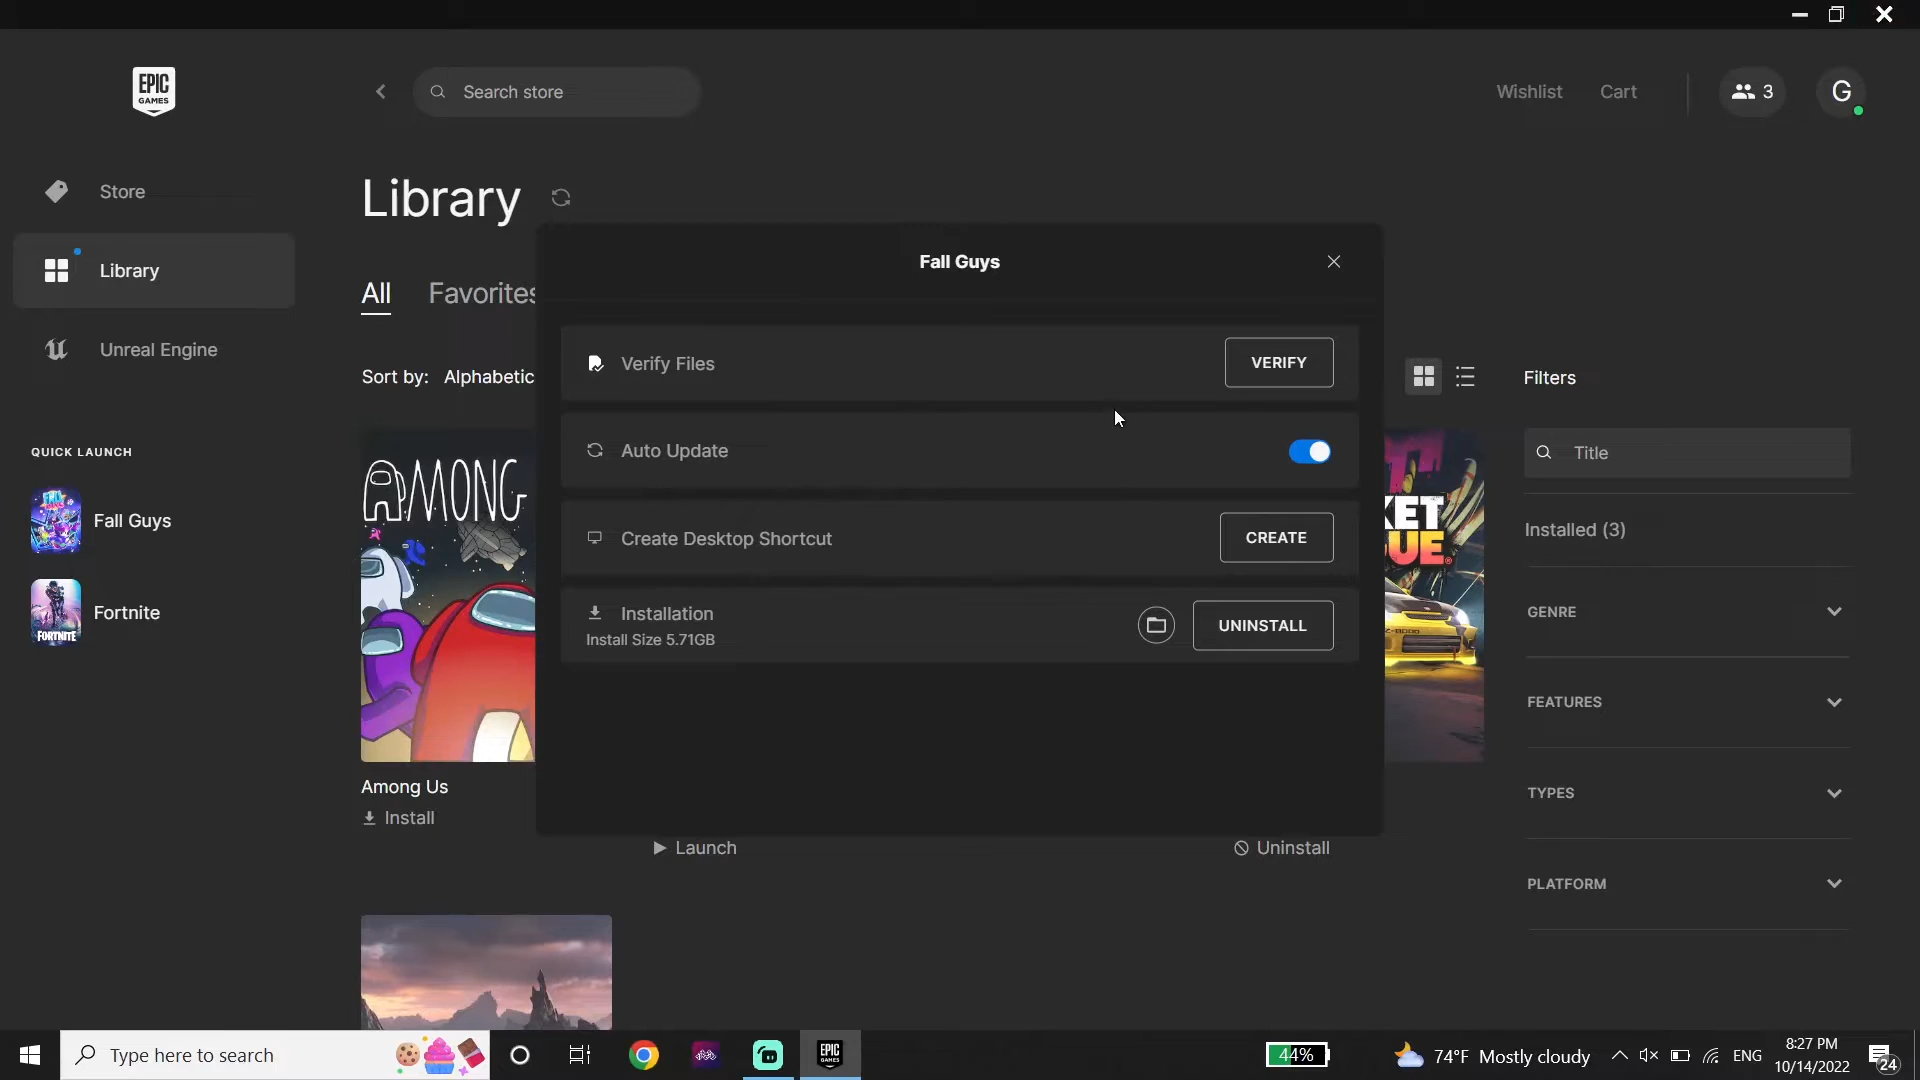 EPIC
GAMES
Search store
Wishlist
Cart
3
G
Store
Library
Unreal Engine
QUICK LAUNCH
Fall Guys
FORTNITE
Fortnite
Library
All
Favorites
Sort by: Alphabetic
AMONG
Among Us
Install
Fall Guys
Verify Files
VERIFY
Auto Update
Create Desktop Shortcut
CREATE
Installation
Install Size 5.71GB
UNINSTALL
Launch
Uninstall
Filters
Title
Installed (3)
GENRE
FEATURES
TYPES
PLATFORM
Type here to search
EPIC
44%
74°F Mostly cloudy
ENG
8:27 PM
10/14/2022
24